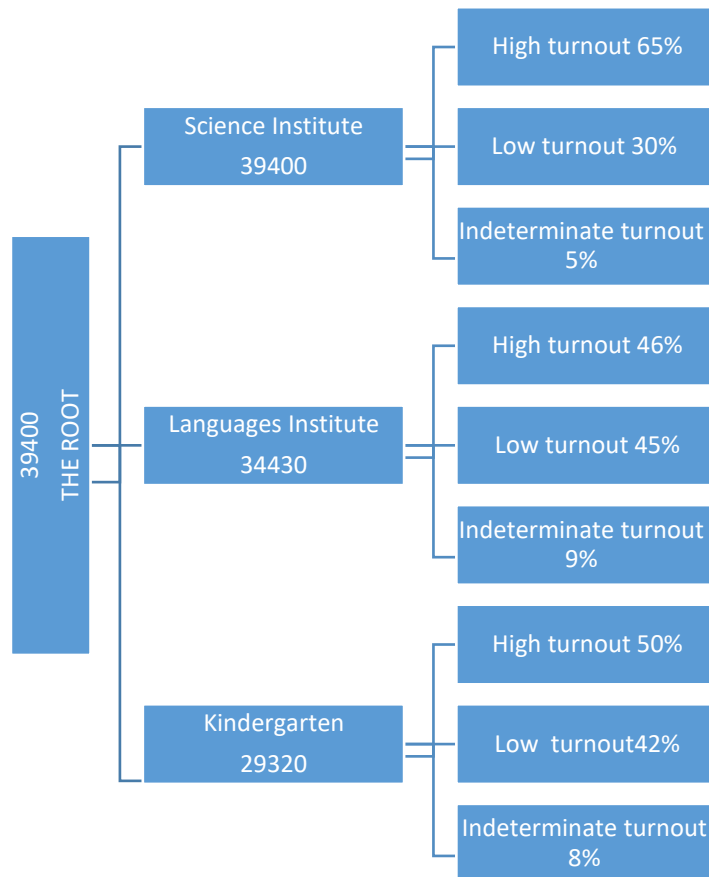 39400
THE ROOT
Science Institute
39400
High turnout 65%
Low turnout 30%
Indeterminate turnout
5%
Languages Institute
34430
High turnout 46%
Low turnout 45%
Indeterminate turnout
9%
Kindergarten
29320
High turnout 50%
Low  turnout42%
Indeterminate turnout
8%